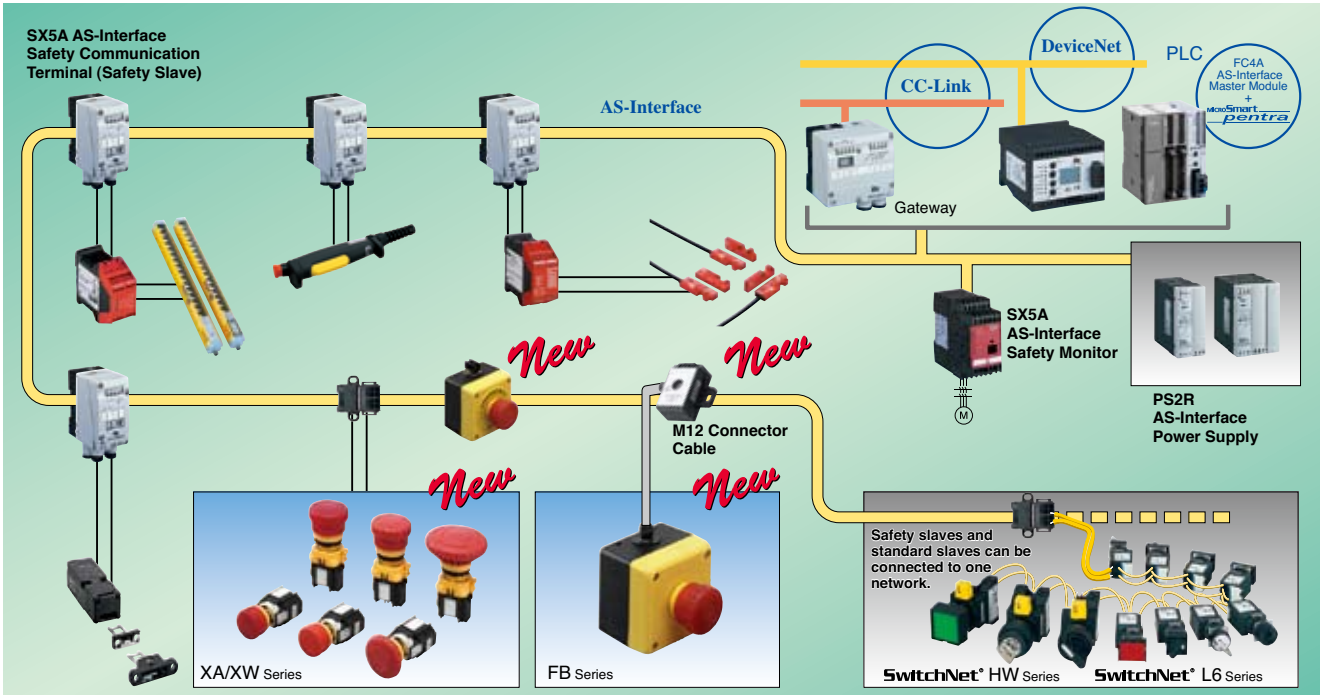 SX5A AS-Interface
Safety Communication
Terminal (Safety Slave)
AS-Interface
DeviceNet
CC-Link
PLC
FC4A
AS-Interface
Master Module
+
MicroSmart
pentra
Gateway
SX5A
AS-Interface
Safety Monitor
M
PS2R
AS-Interface
Power Supply
New
New
M12 Connector
Cable
New
New
XA/XW Series
FB Series
Safety slaves and
standard slaves can be
connected to one
network.
SwitchNet® HW Series
SwitchNet® L6 Series